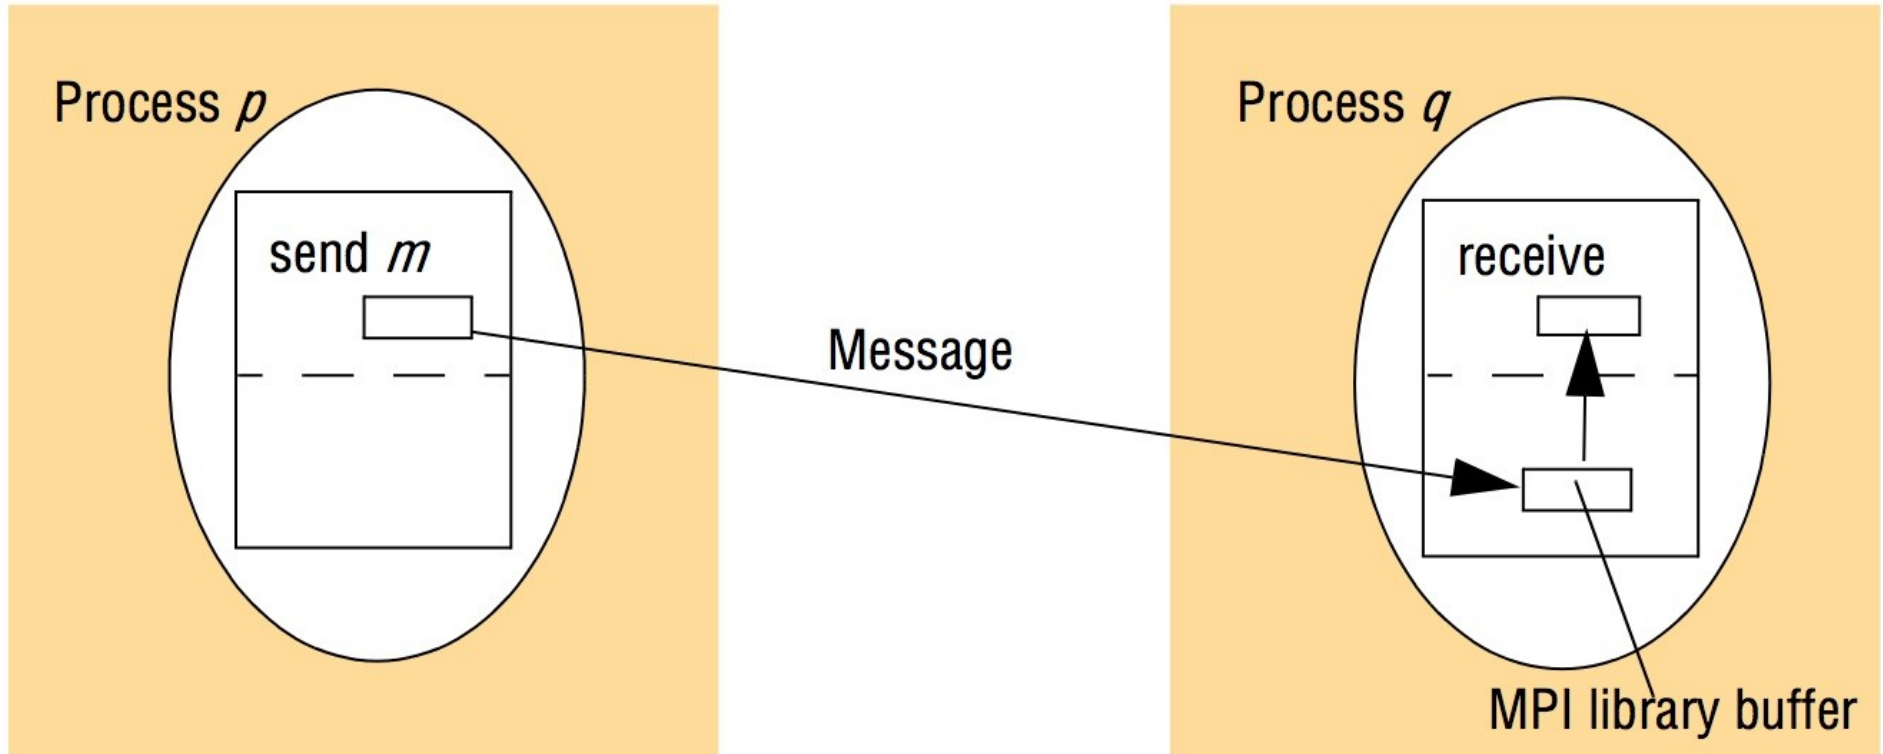 Process p
Process q
send m
receive
Message
MPI library buffer